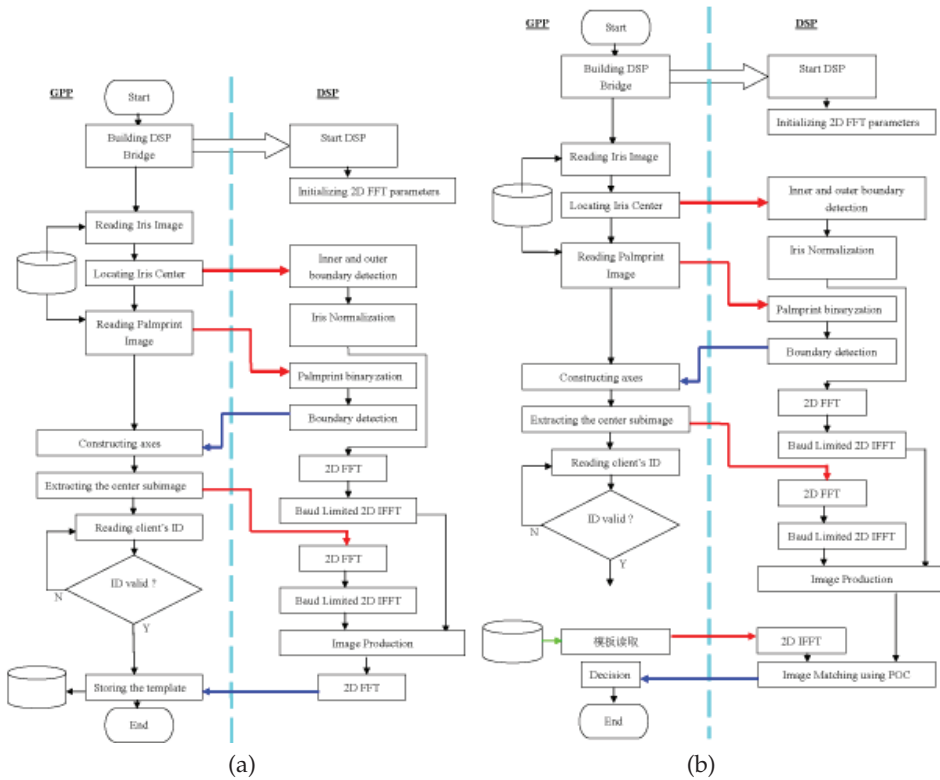 GPP
DSP
Start
Building DSP
Bridge
Start DSP
Initializing 2D FFT parameters
Reading Iris Image
Locating Iris Center
Inner and outer
boundary detection
Reading Palmprint
Image
Iris Normalization
Palmprint binaryzation
Boundary detection
Constructing axes
2D FFT
Extracting the center subimage
Baud Limited 2D IFFT
Reading client's ID
2D FFT
ID valid ?
N
Baud Limited 2D IFFT
Y
Image Production
Storing the template
2D FFT
End
(a)
GPP
DSP
Start
Building DSP
Bridge
Start DSP
Initializing 2D FFT parameters
Reading Iris Image
Locating Iris Center
Inner and outer boundary
detection
Reading Palmprint
Image
Iris Normalization
Palmprint binaryzation
Boundary detection
Constructing axes
2D FFT
Extracting the center subimage
Baud Limited 2D IFFT
Reading client's ID
2D FFT
ID valid ?
N
Baud Limited 2D IFFT
Y
Image Production
模板读取
2D IFFT
Decision
Image Matching using POC
End
(b)